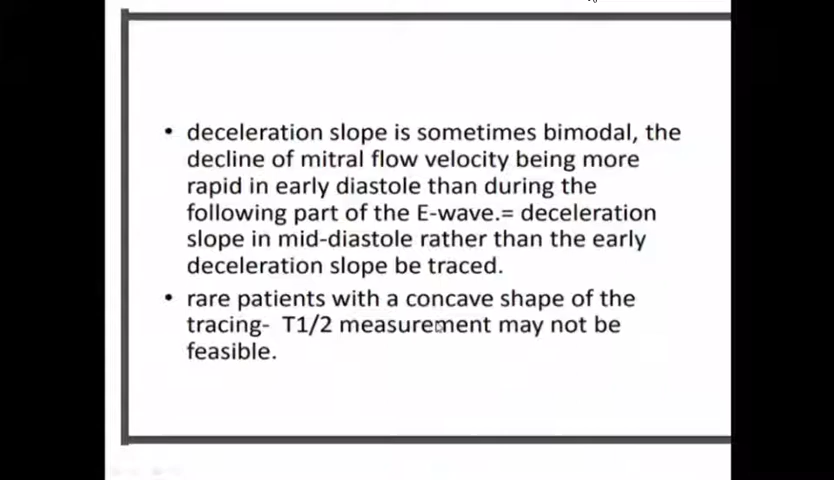 • deceleration slope is sometimes bimodal, the
decline of mitral flow velocity being more
rapid in early diastole than during the
following part of the E-wave.= deceleration
slope in mid-diastole rather than the early
deceleration slope be traced.
• rare patients with a concave shape of the
tracing- T1/2 measurement may not be
feasible.